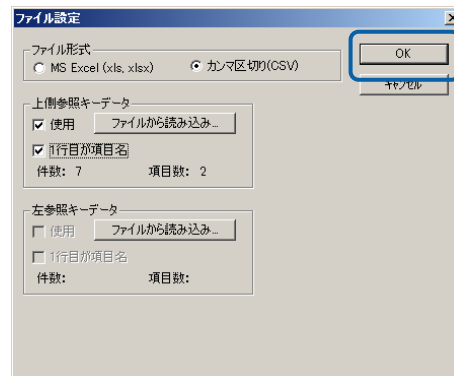 ファイル設定
ファイル形式
MS Excel (xls, xlsx)
カンマ区切り(CSV)
OK
キャンセル
上側参照キーデータ
使用
ファイルから読み込み...
1行目が項目名
件数: 7
項目数: 2
左参照キーデータ
使用
ファイルから読み込み...
1行目が項目名
件数:
項目数: